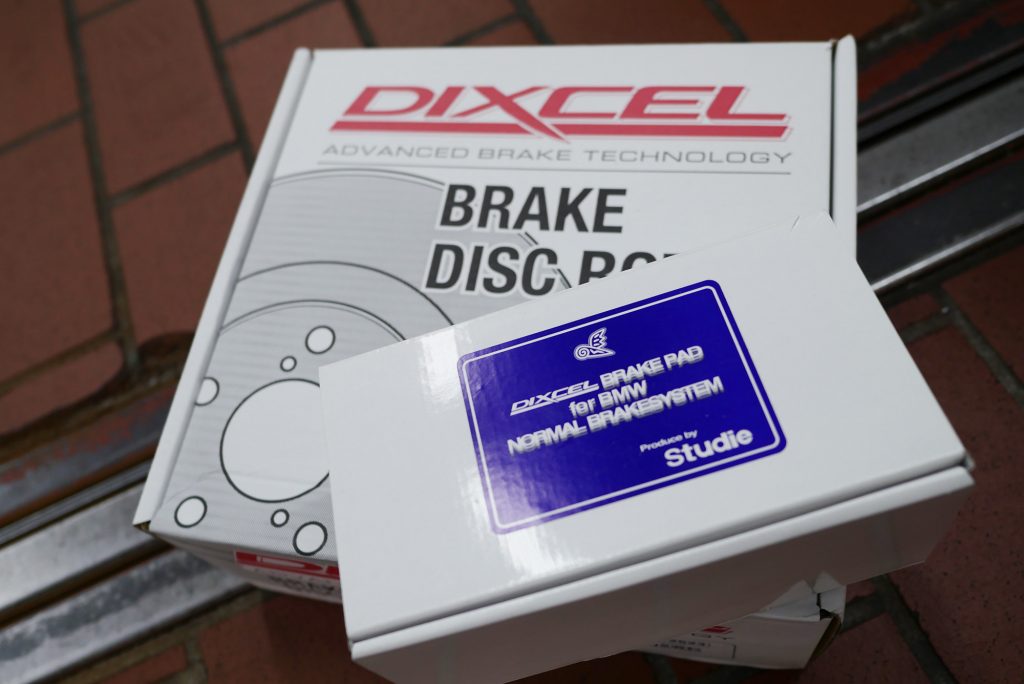 DIXCEL
ADVANCED BRAKE TECHNOLOGY
BRAKE
DISC
DIXCEL BRAKE PAD
for BMW
NORMAL BRAKESYSTEM
Produce by
Studie